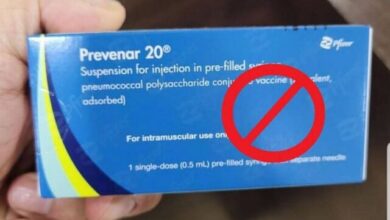 Prevenar 20®
Pfizer
Suspension for injection in pre-filled
pneumococcal polysaccharide vaccine
adsorbed)
For intramuscular use
1 single-dose (0.5 mL) pre-filled separate needle